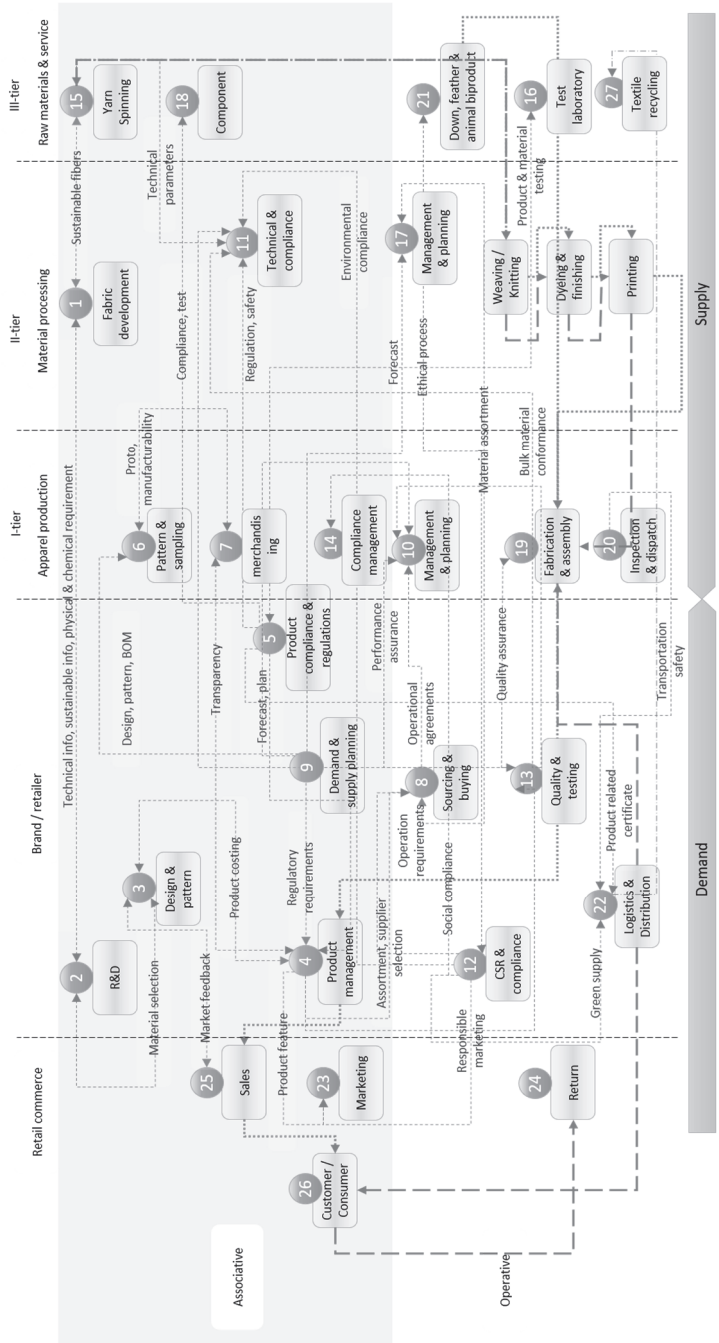 Retail commerce
Brand / retailer
I-tier
Apparel production
II-tier
Material processing
III-tier
Raw materials & service
Associative
Operative
26
Customer /
Consumer
25
Sales
23
Marketing
24
Return
2
R&D
3
Design &
pattern
4
Product
management
12
CSR &
compliance
22
Logistics &
Distribution
9
Demand &
supply planning
8
Sourcing &
buying
13
Quality &
testing
5
Product
compliance &
regulations
6
Pattern &
sampling
7
merchandis
ing
14
Compliance
management
10
Management
& planning
19
Fabrication
& assembly
20
Inspection
& dispatch
1
Fabric
development
11
Technical &
compliance
17
Management
& planning
Weaving /
Knitting
Dyeing &
finishing
Printing
15
Yarn
Spinning
18
Component
21
Down, feather &
animal biproduct
16
Test
laboratory
27
Textile
recycling
Technical info, sustainable info, physical & chemical requirement
Sustainable fibers
Material selection
Market feedback
Product feature
Responsible
marketing
Green supply
Design, pattern, BOM
Product costing
Transparency
Forecast, plan
Regulatory
requirements
Assortment, supplier
selection
Operation
requirements
Social compliance
Operational
agreements
Performance
assurance
Quality assurance
Product related
certificate
Transportation
safety
Proto,
manufacturability
Compliance, test
Regulation, safety
Technical
parameters
Environmental
compliance
Forecast
Ethical process
Material assortment
Bulk material
conformance
Product & material
testing
Demand
Supply